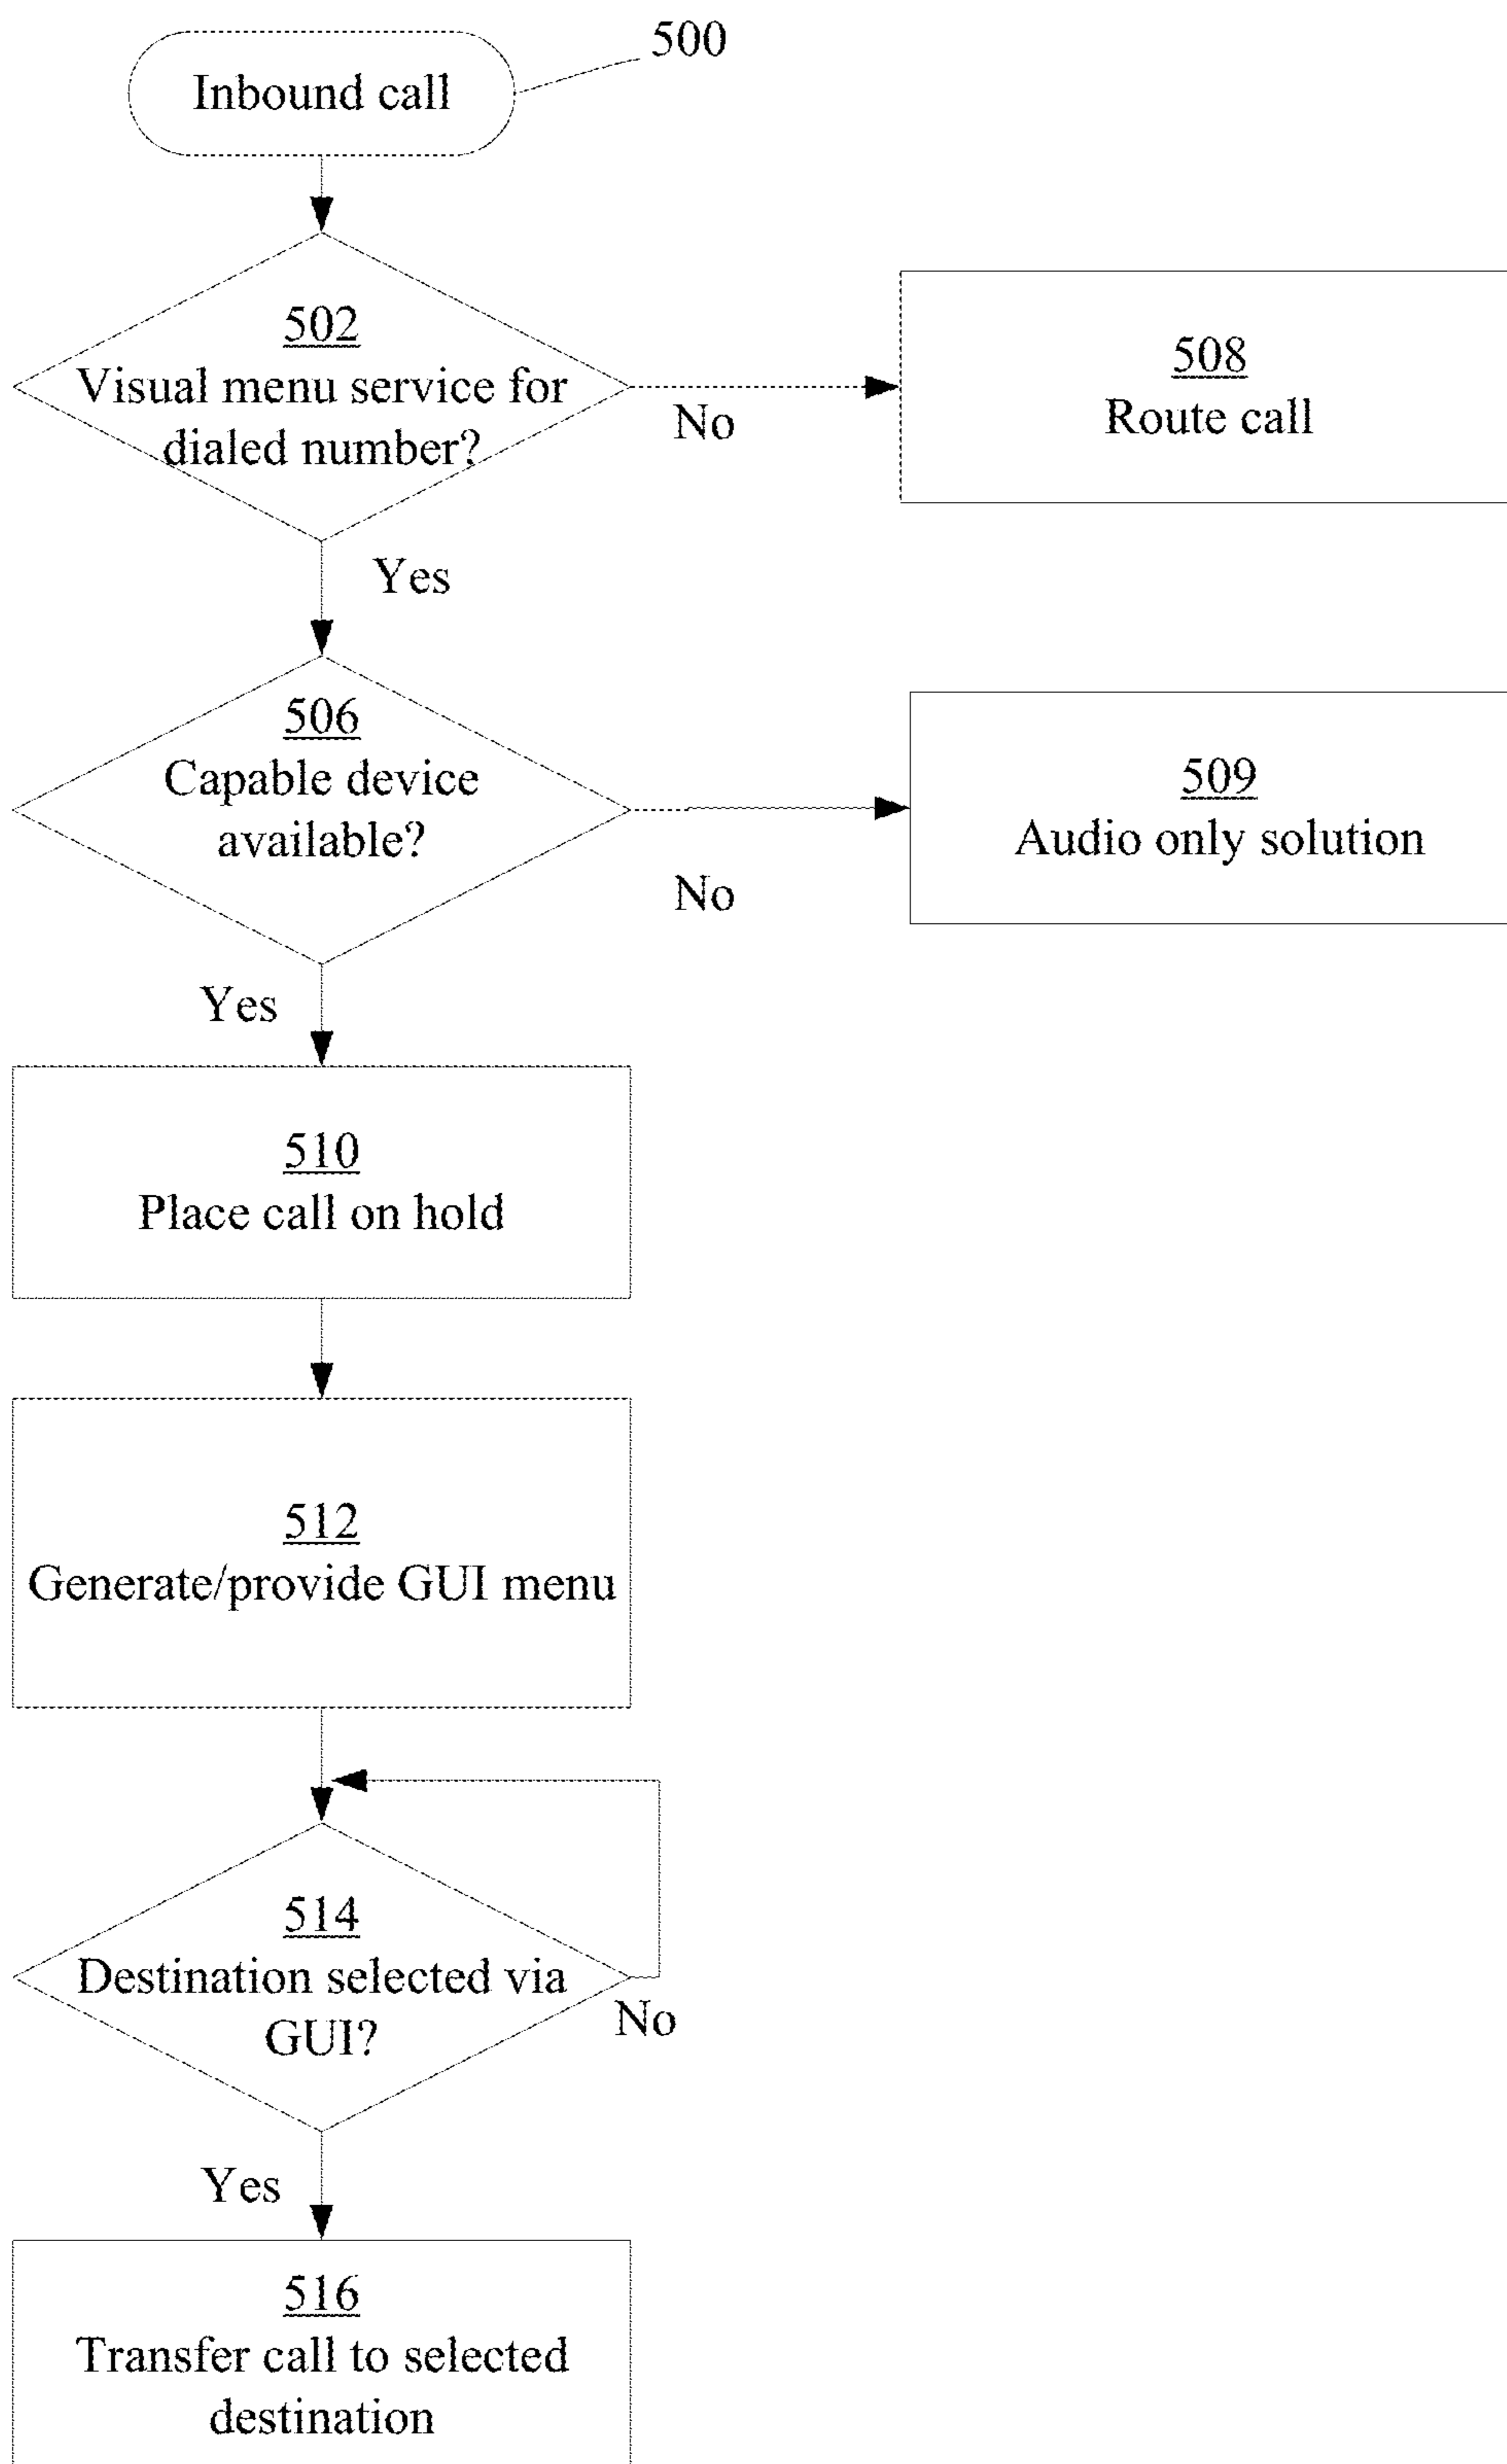 500
Inbound call
502
Visual menu service for
dialed number?
No
508
Route call
Yes
506
Capable device
available?
No
509
Audio only solution
Yes
510
Place call on hold
512
Generate/provide GUI menu
514
Destination selected via
GUI?
No
Yes
516
Transfer call to selected
destination